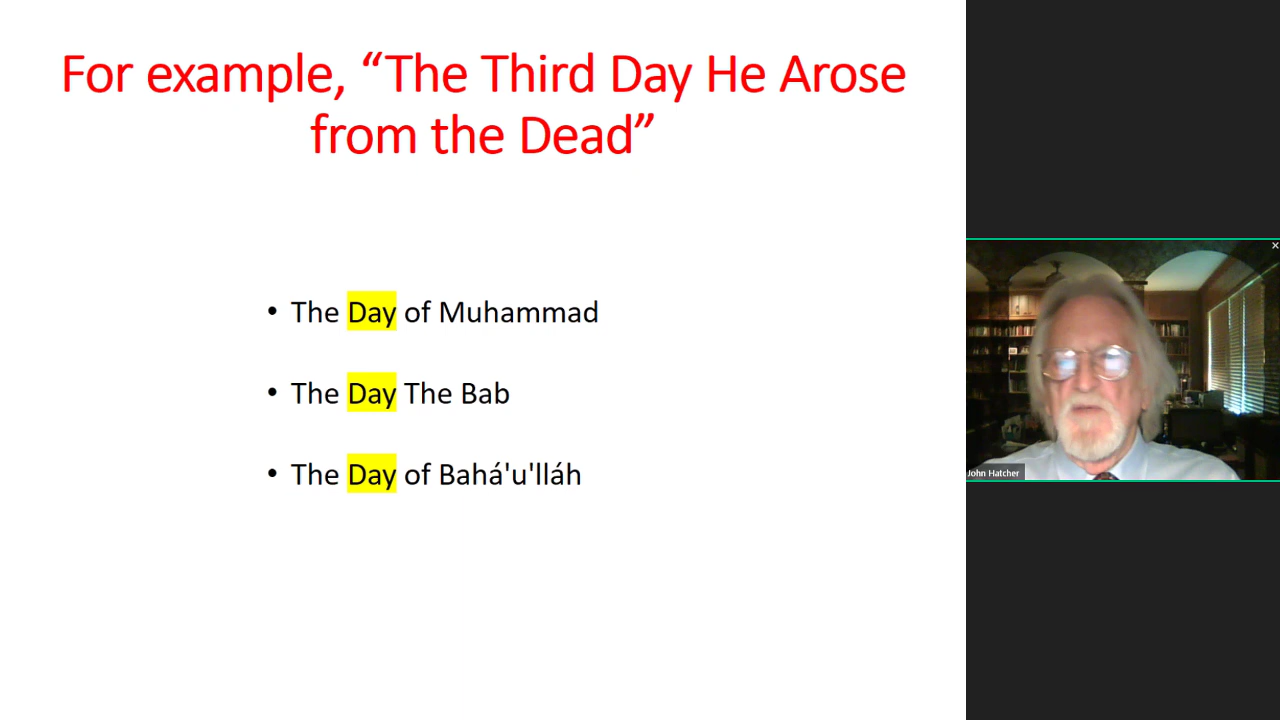 For example, “The Third Day He Arose
from the Dead”
• The Day of Muhammad
• The Day The Bab
• The Day of Bahá'u'lláh
John Hatcher